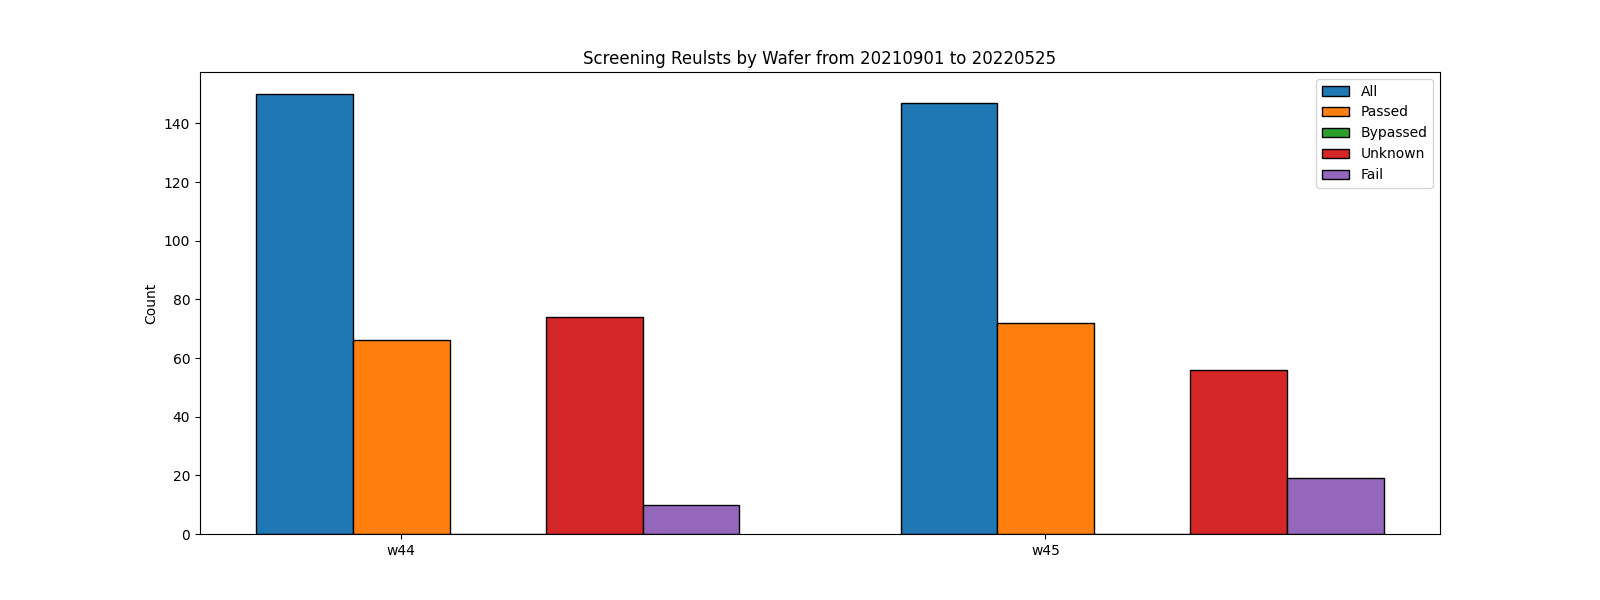 Screening Reulsts by Wafer from 20210901 to 20220525
All
Passed
Bypassed
Unknown
Fail
Count
140
120
100
80
60
40
20
0
w44
w45